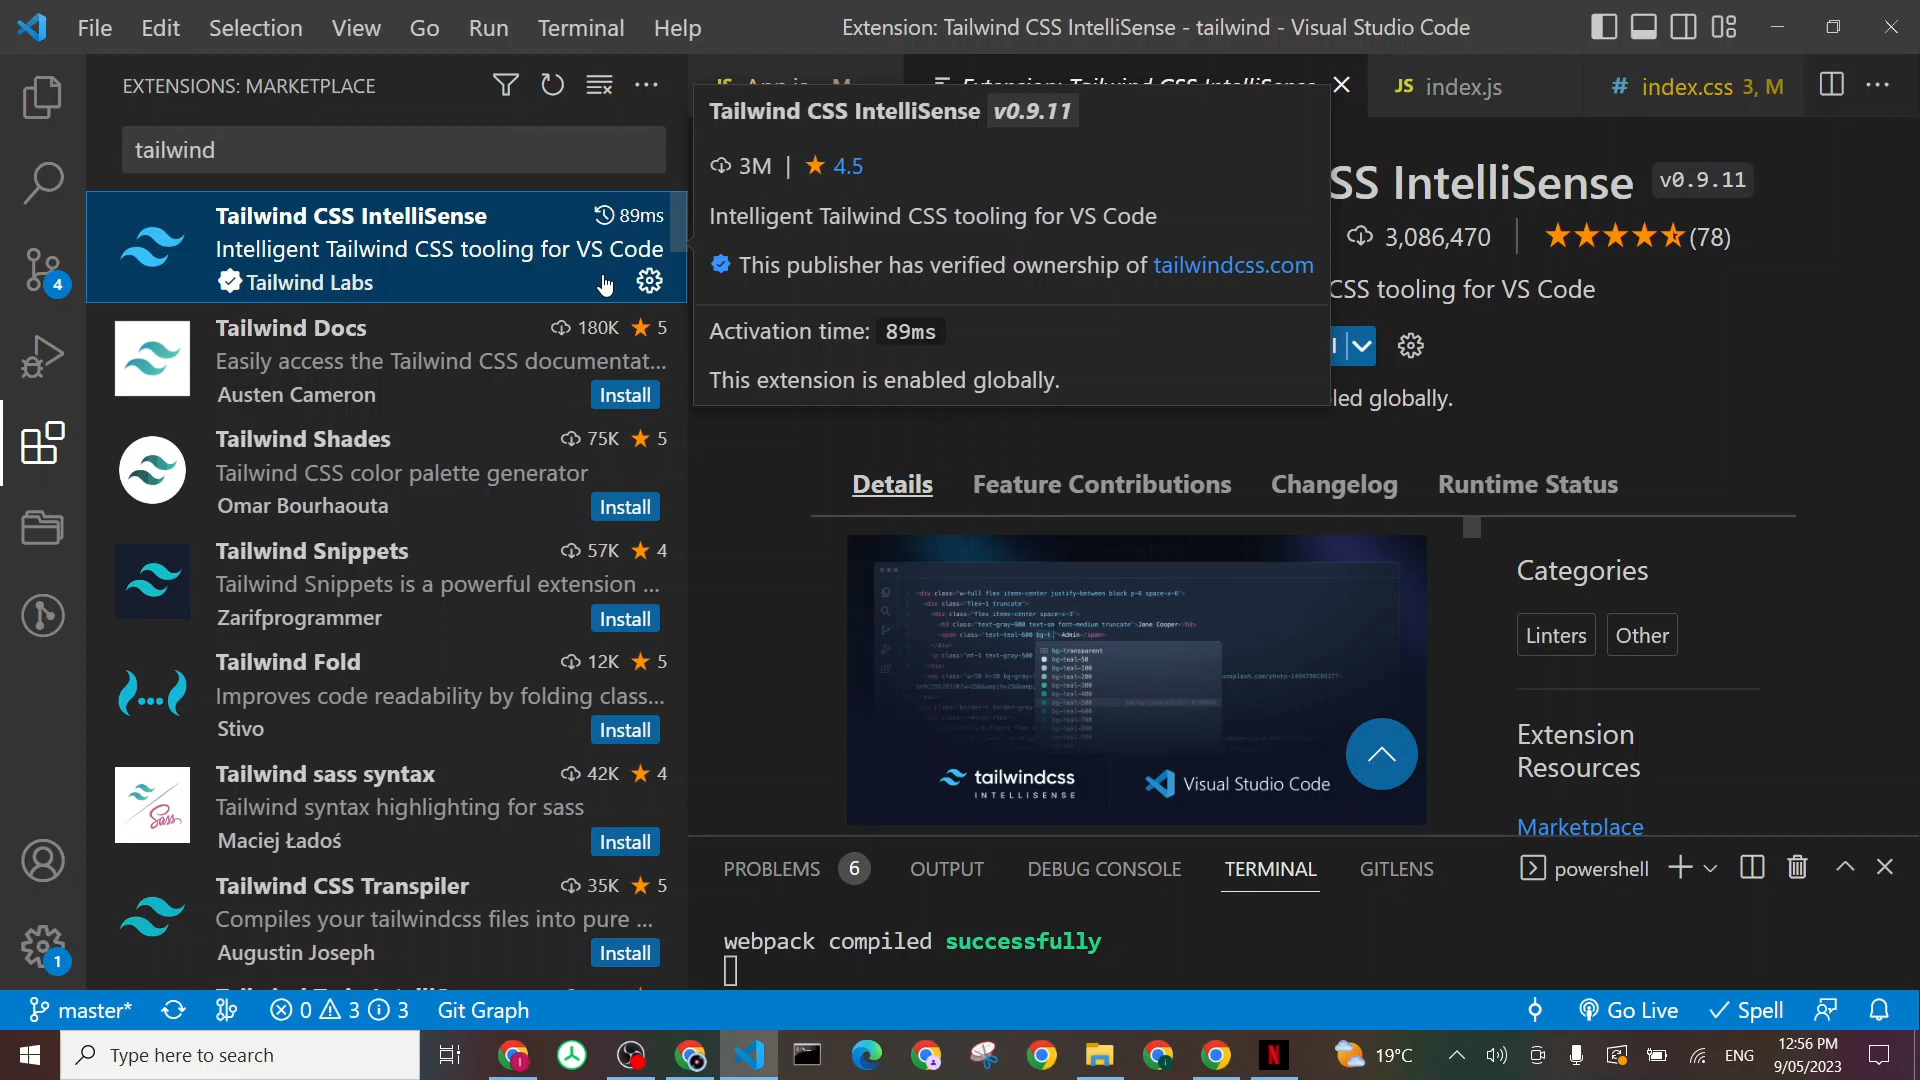 File Edit Selection View Go Run Terminal Help
Extension: Tailwind CSS IntelliSense - tailwind - Visual Studio Code
EXTENSIONS: MARKETPLACE
tailwind
Tailwind CSS IntelliSense 89ms
Intelligent Tailwind CSS tooling for VS Code
Tailwind Labs
Tailwind Docs 180K 5
Easily access the Tailwind CSS documentat...
Austen Cameron Install
Tailwind Shades 75K 5
Tailwind CSS color palette generator
Omar Bourhaouta Install
Tailwind Snippets 57K 4
Tailwind Snippets is a powerful extension ...
Zarifprogrammer Install
Tailwind Fold 12K 5
Improves code readability by folding class...
Stivo Install
Tailwind sass syntax 42K 4
Tailwind syntax highlighting for sass
Maciej Ładoś Install
Tailwind CSS Transpiler 35K 5
Compiles your tailwindcss files into pure ...
Augustin Joseph Install
4
1
JS index.js
# index.css 3, M
Tailwind CSS IntelliSense v0.9.11
3M | 4.5
Intelligent Tailwind CSS tooling for VS Code
This publisher has verified ownership of tailwindcss.com
Activation time: 89ms
This extension is enabled globally.
SS IntelliSense v0.9.11
3,086,470 (78)
CSS tooling for VS Code
led globally.
Details Feature Contributions Changelog Runtime Status
tailwindcss
INTELLISENSE
Visual Studio Code
Categories
Linters Other
Extension
Resources
Marketplace
PROBLEMS 6 OUTPUT DEBUG CONSOLE TERMINAL GITLENS
powershell
webpack compiled successfully
master* 0 3 3 Git Graph
Go Live Spell
Type here to search
19°C
ENG
12:56 PM
9/05/2023